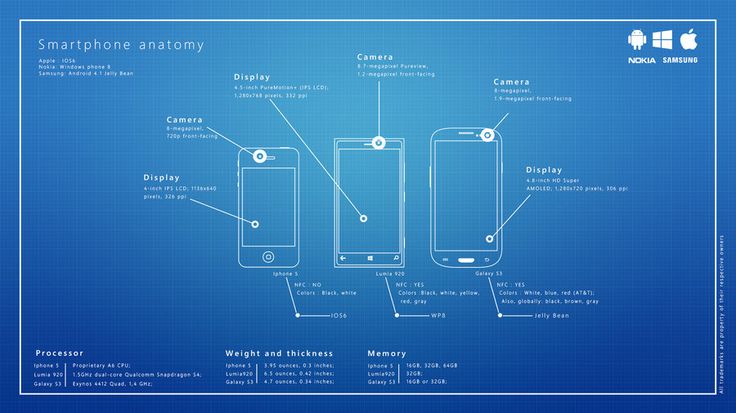 Smartphone anatomy
Apple : IOS6
Nokia: Windows phone 8
Samsung: Android 4.1 Jelly Bean
NOKIA SAMSUNG
Camera
8.7-megapixel Pureview,
1.2-megapixel front-facing
Display
4.5-inch PureMotion+ (IPS LCD);
1,280x768 pixels, 332 ppi
Camera
8-megapixel,
1.9-megapixel front-facing
Camera
8-megapixel,
720p front-facing
Display
4-inch IPS LCD; 1136x640
pixels, 326 ppi
Display
4.8-inch HD Super
AMOLED; 1,280x720 pixels, 306 ppi
Iphone 5
NFC : NO
Colors : Black, white
IOS6
Lumia 920
NFC : YES
Colors :Black, white, yellow,
red, gray
WP8
Galaxy S3
NFC : YES
Colors : White, blue, red (AT&T);
Also, globally: black, brown, gray
Jelly Bean
Processor
Iphone 5 Proprietary A6 CPU;
Lumia 920 1.5GHz dual-core Qualcomm Snapdragon S4;
Galaxy S3 Exynos 4412 Quad, 1,4 GHz;
Weight and thickness
Iphone 5 3.95 ounces, 0.3 inches;
Lumia920 6.5 ounces, 0.42 inches;
Galaxy S3 4.7 ounces, 0.34 inches;
Memory
Iphone 5 16GB, 32GB, 64GB
Lumia920 32GB;
Galaxy S3 16GB or 32GB;
All trademarks are property of their respective owners